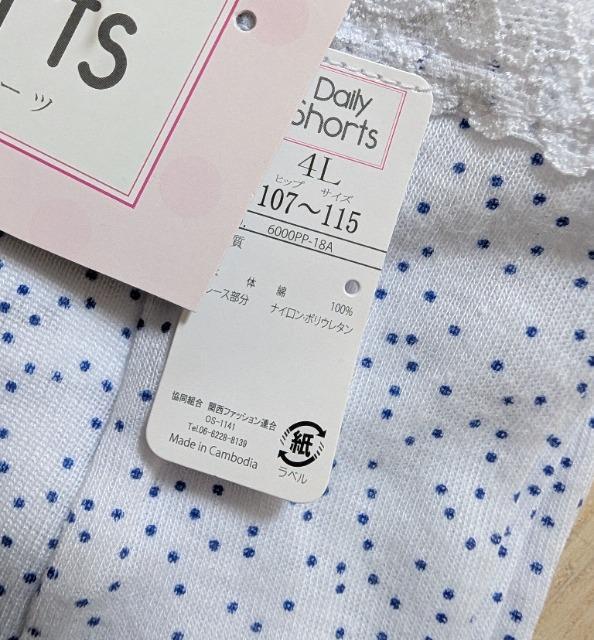 TS
ーツ
Daily
Shorts
4L
ヒップ サイズ
107～115
6000PP-18A
質
体 綿 100%
レース部分 ナイロン・ポリウレタン
協同組合 関西ファッション連合
OS-1141
Tel.06-6228-8139
Made in Cambodia
紙
ラベル